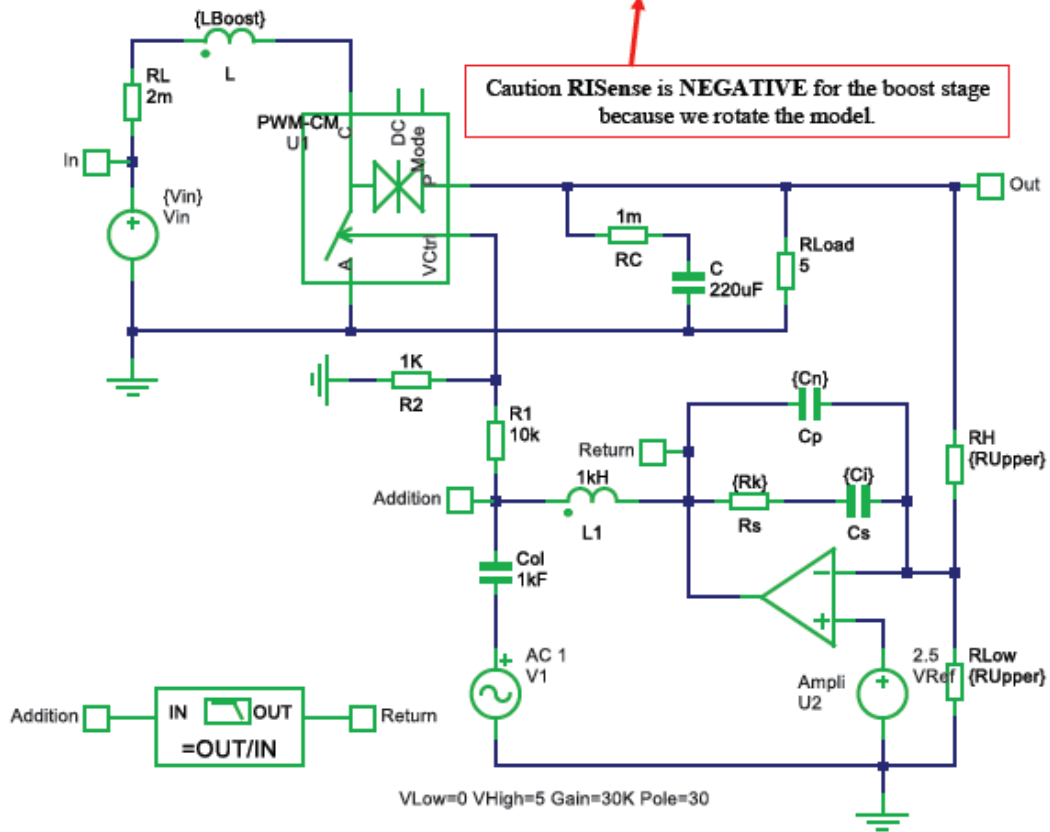 {LBoost}
L
RL
2m
Caution RISense is NEGATIVE for the boost stage
because we rotate the model.
PWM-CM
U1
C
DC
Mode
P
A
VCtrl
In
{Vin}
Vin
Out
1m
RC
C
220uF
RLoad
5
1K
R2
R1
10k
{Cn}
Cp
Return
RH
{RUpper}
Addition
1kH
L1
{Rk}
Rs
{Ci}
Cs
Col
1kF
AC 1
V1
Ampli
U2
2.5
VRef
RLow
{RUpper}
Addition
IN
OUT
=OUT/IN
Return
VLow=0 VHigh=5 Gain=30K Pole=30